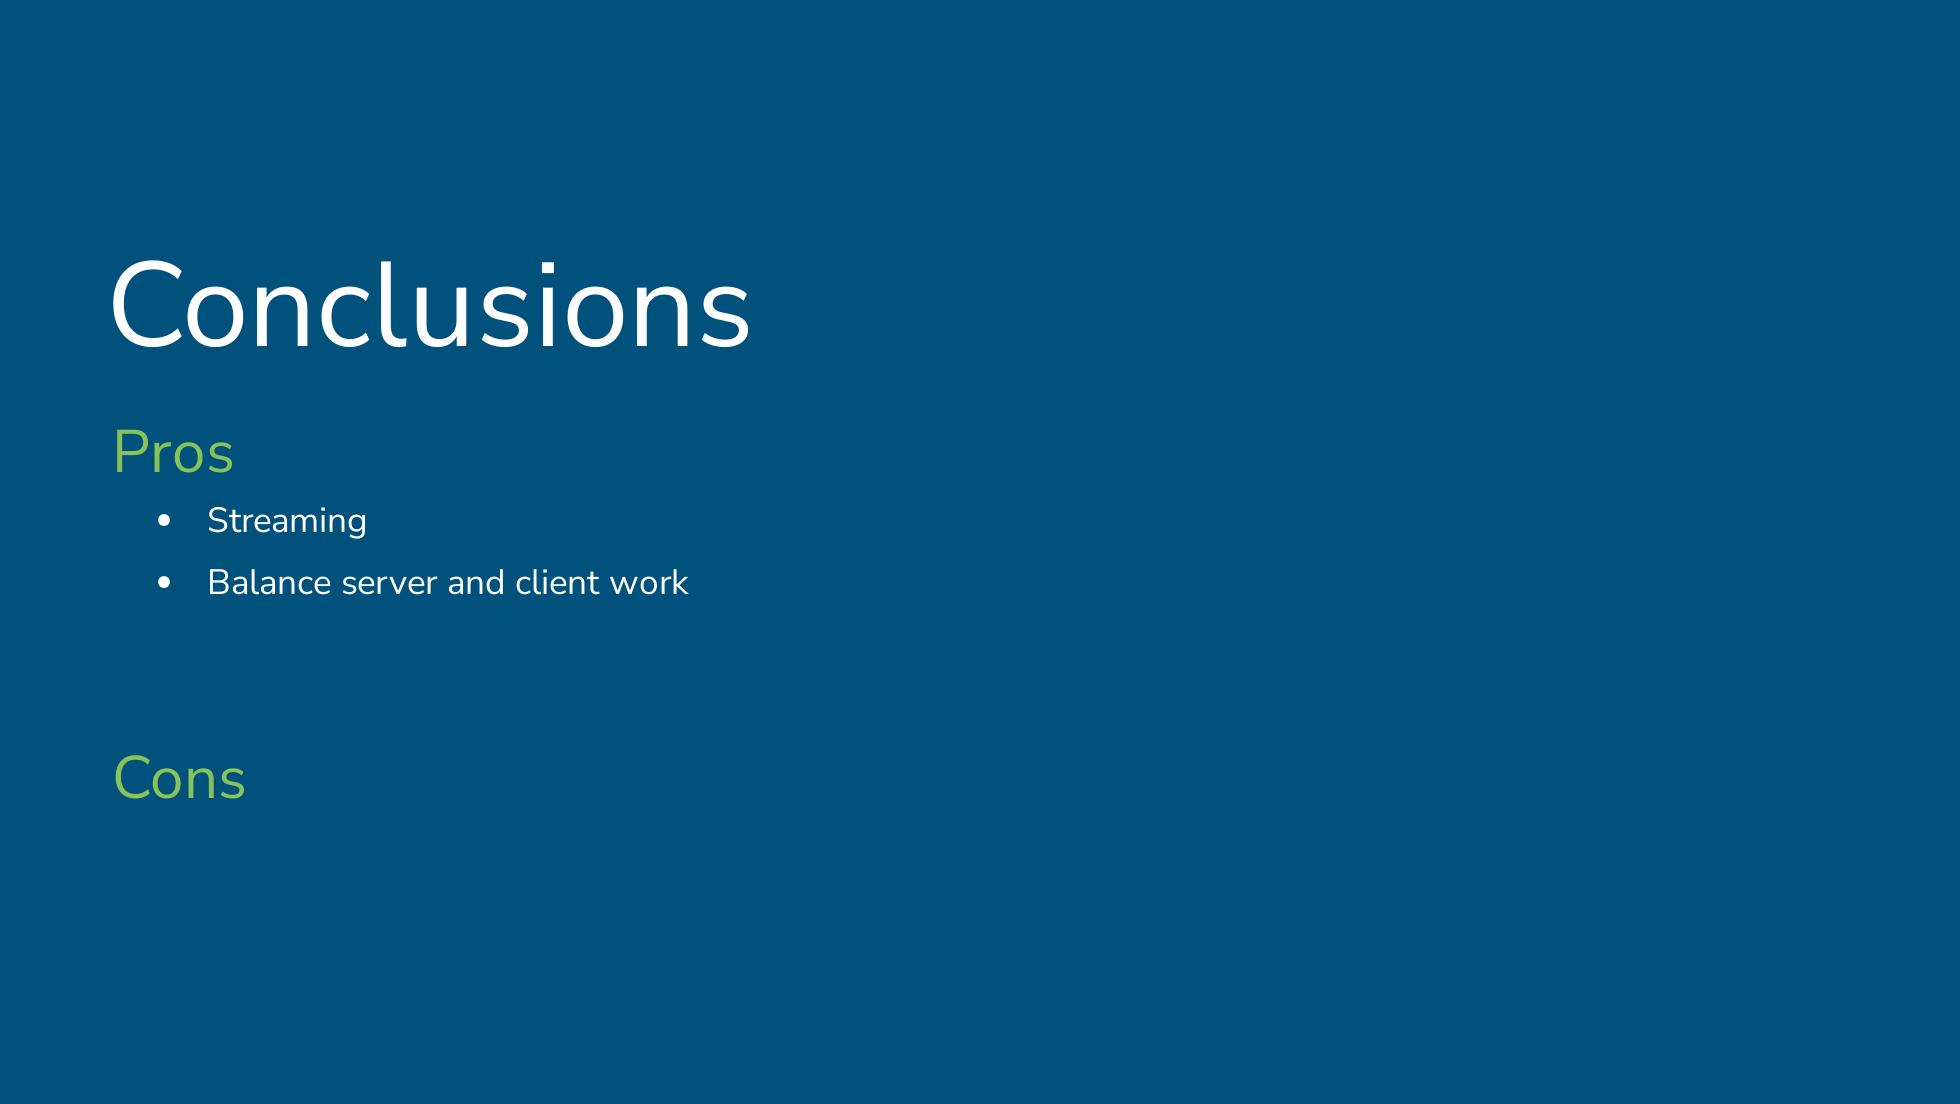 Conclusions
Pros
• Streaming
• Balance server and client work
Cons